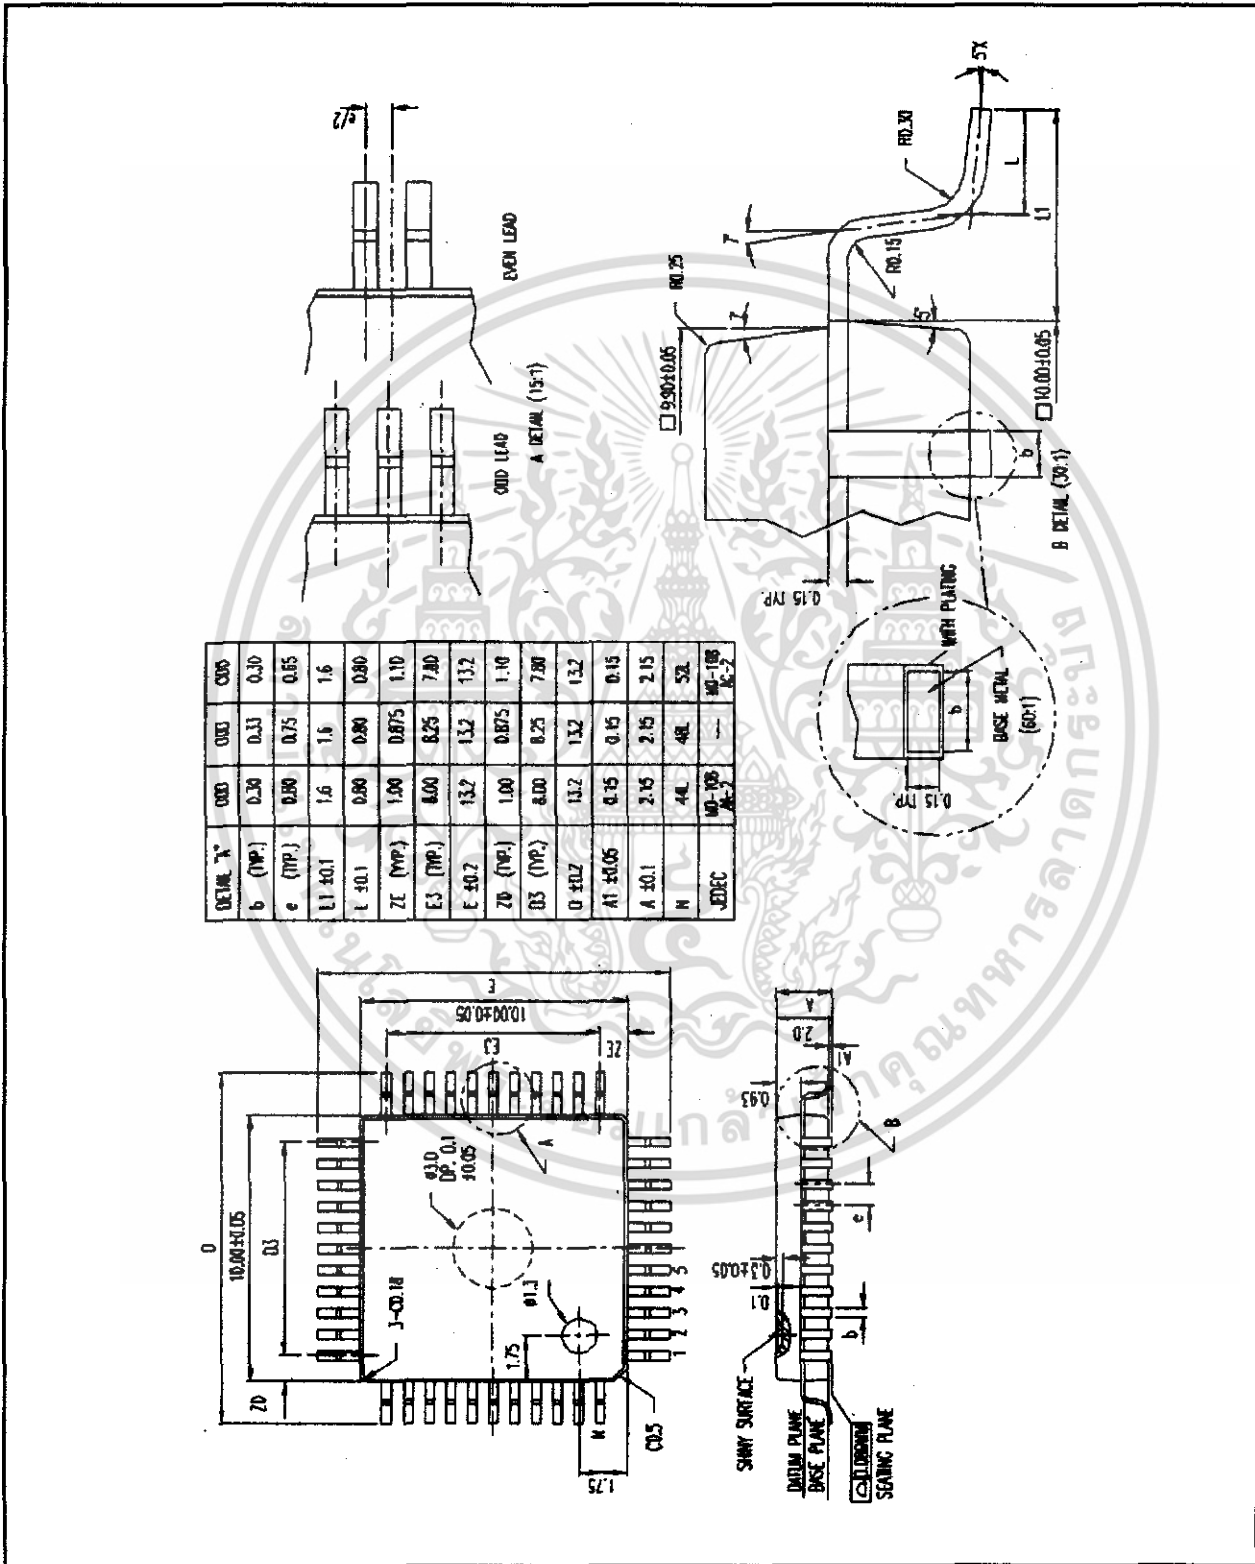 e/2
EVEN LEAD
ODD LEAD
A DETAIL (15:1)
5°X
R0.30
L
L1
7°
R0.15
R0.25
7°
5°
□ 9.90±0.05
□ 10.00±0.05
b
B DETAIL (30:1)
0.15 TYP.
WITH PLATING
BASE METAL
(60:1)
b
0.15 TYP.
DETAIL "A" ODD
b (TYP.) 0.30 0.33 0.30
e (TYP.) 0.80 0.75 0.65
L1 ±0.1 1.6 1.6 1.6
L ±0.1 0.80 0.80 0.80
ZE (TYP.) 1.00 0.875 1.10
E3 (TYP.) 8.00 8.25 7.80
E ±0.2 13.2 13.2 13.2
ZD (TYP.) 1.00 0.875 1.10
D3 (TYP.) 8.00 8.25 7.80
D ±0.2 13.2 13.2 13.2
A1 ±0.05 0.15 0.15 0.15
A ±0.1 2.15 2.15 2.15
N 44L 48L 52L
JEDEC --- AC-2
D
10.00±0.05
D3
ZD
3-C0.18
ø3.0
DP. 0.1
±0.05
A
E
10.00±0.05
E3
ZE
ø1.3
1.75
1.75
N
C0.5
1 2 3 4 5
SHINY SURFACE
DATUM PLANE
BASE PLANE
SEATING PLANE
0.1
0.3±0.05
b
e
B
0.93
2.0
A
A1